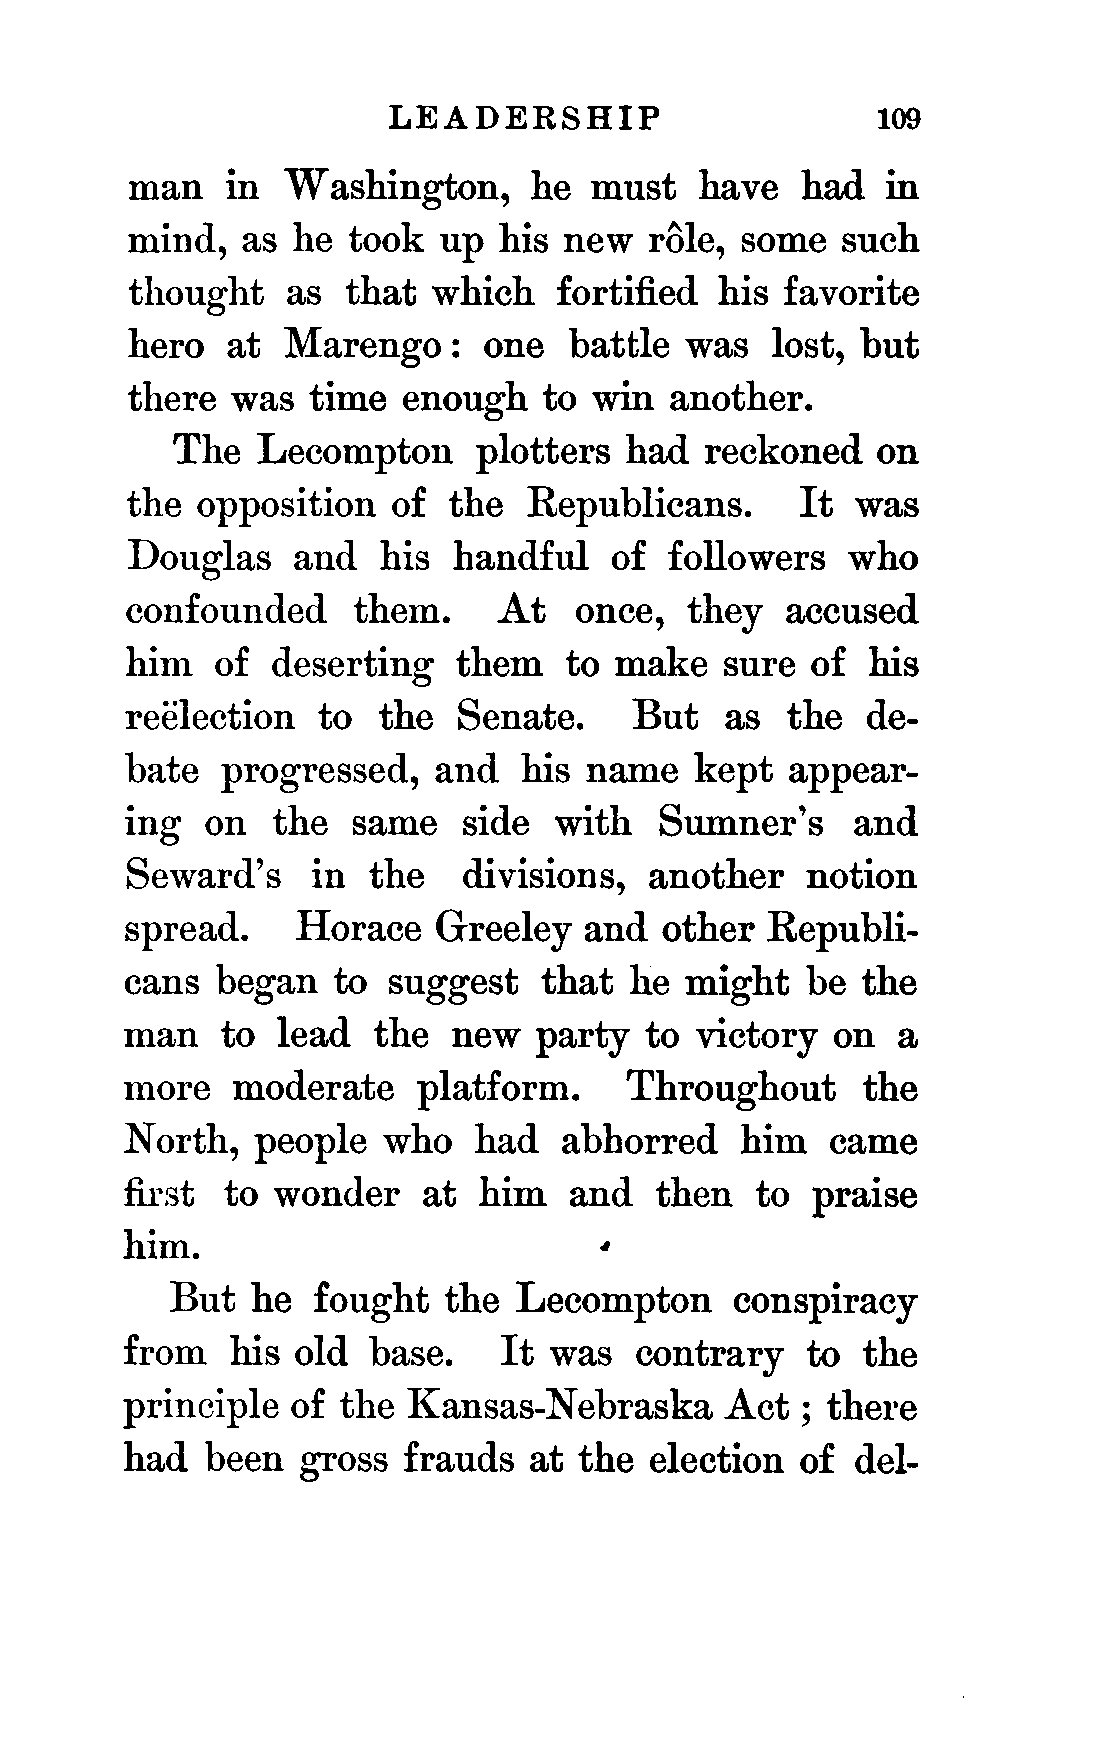 LEADERSHIP 109
man in Washington, he must have had in
mind, as he took up his new rôle, some such
thought as that which fortified his favorite
hero at Marengo : one battle was lost, but
there was time enough to win another.
The Lecompton plotters had reckoned on
the opposition of the Republicans. It was
Douglas and his handful of followers who
confounded them. At once, they accused
him of deserting them to make sure of his
reëlection to the Senate. But as the de-
bate progressed, and his name kept appear-
ing on the same side with Sumner's and
Seward's in the divisions, another notion
spread. Horace Greeley and other Republi-
cans began to suggest that he might be the
man to lead the new party to victory on a
more moderate platform. Throughout the
North, people who had abhorred him came
first to wonder at him and then to praise
him.
But he fought the Lecompton conspiracy
from his old base. It was contrary to the
principle of the Kansas-Nebraska Act ; there
had been gross frauds at the election of del-